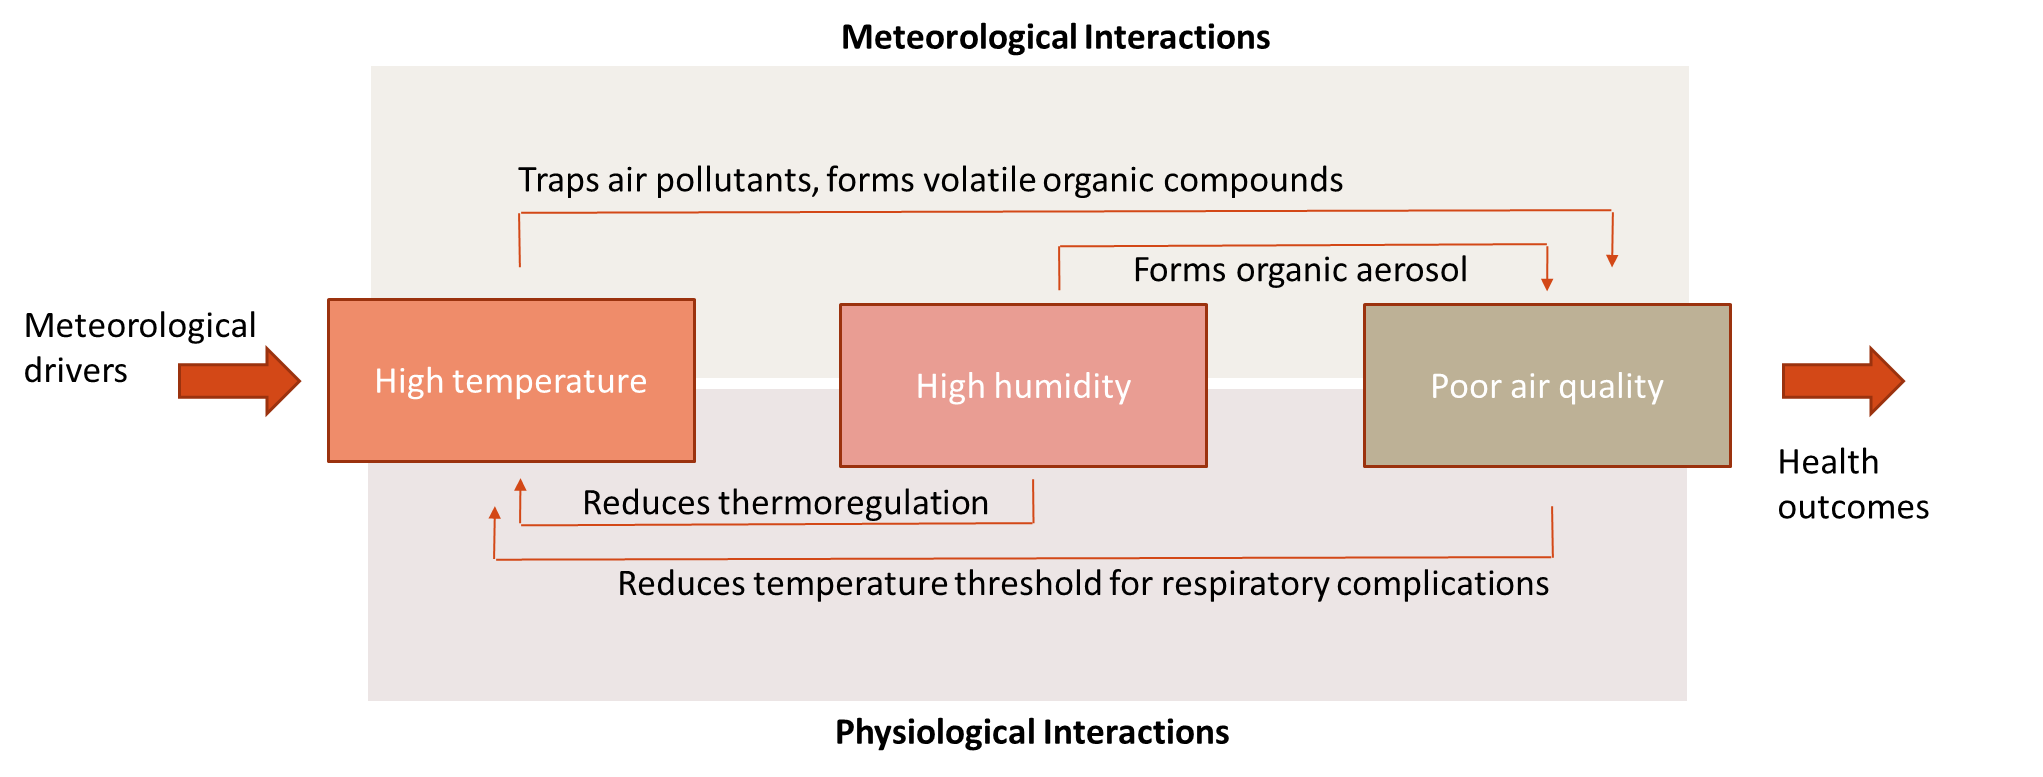 Meteorological Interactions
Traps air pollutants, forms volatile organic compounds
Forms organic aerosol
Meteorological
drivers
High temperature
High humidity
Poor air quality
Health
outcomes
Reduces thermoregulation
Reduces temperature threshold for respiratory complications
Physiological Interactions